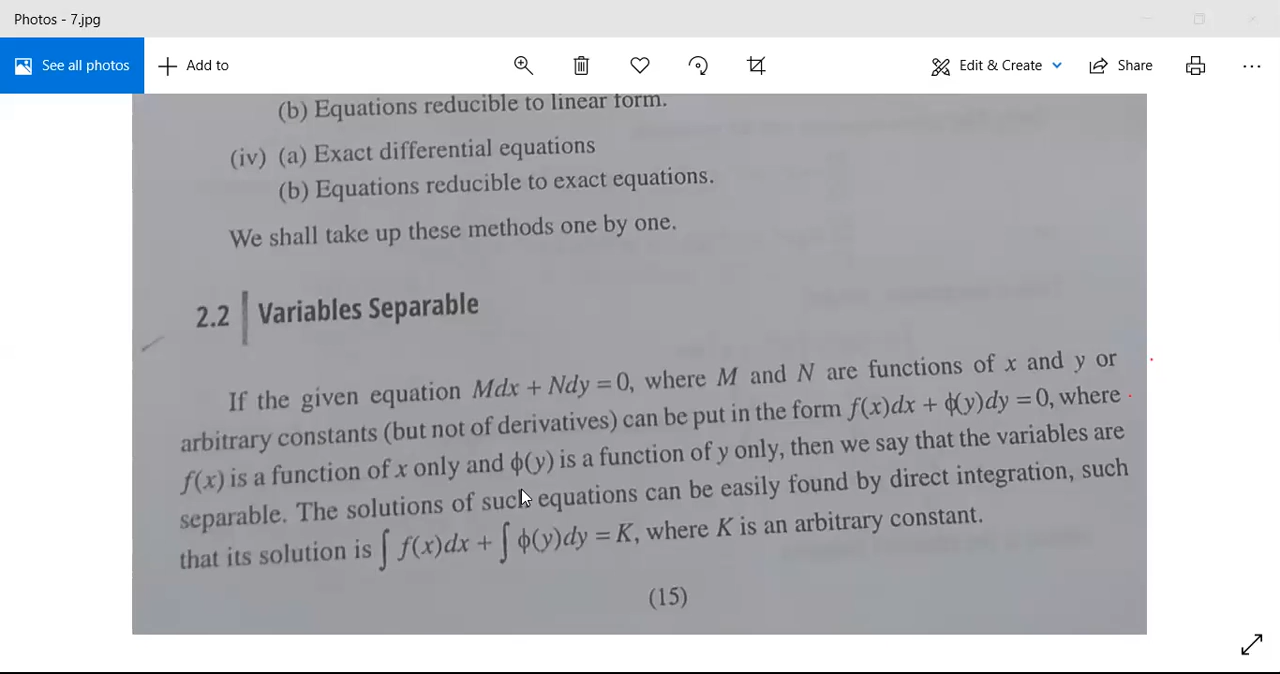 Photos - 7.jpg
See all photos
Add to
Edit & Create
Share
(b) Equations reducible to linear form.
(iv) (a) Exact differential equations
(b) Equations reducible to exact equations.
We shall take up these methods one by one.
2.2 Variables Separable
If the given equation Mdx + Ndy = 0, where M and N are functions of x and y or
arbitrary constants (but not of derivatives) can be put in the form f(x)dx + ϕ(y)dy = 0, where
f(x) is a function of x only and ϕ(y) is a function of y only, then we say that the variables are
separable. The solutions of such equations can be easily found by direct integration, such
that its solution is ∫ f(x)dx + ∫ ϕ(y)dy = K, where K is an arbitrary constant.
(15)